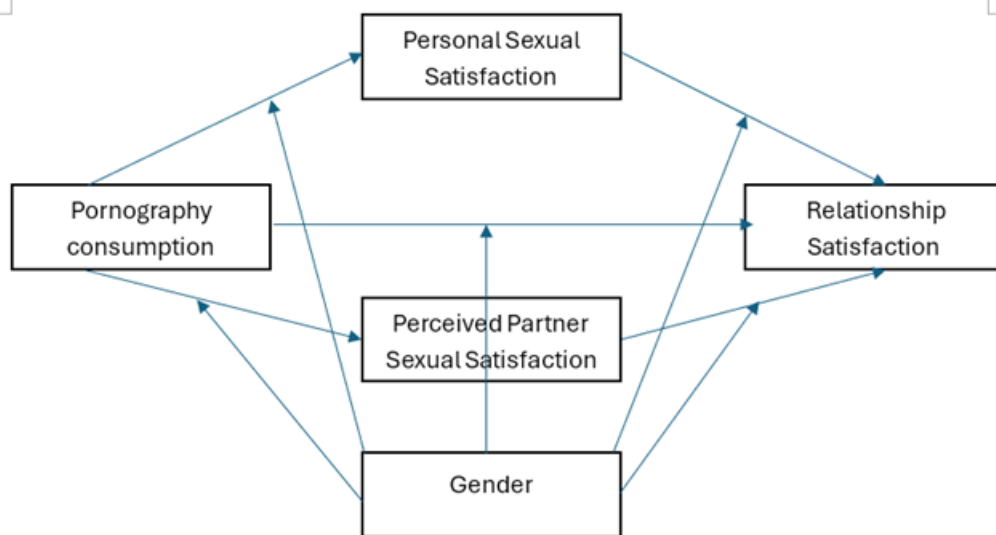 Personal Sexual
Satisfaction
Pornography
consumption
Relationship
Satisfaction
Perceived Partner
Sexual Satisfaction
Gender